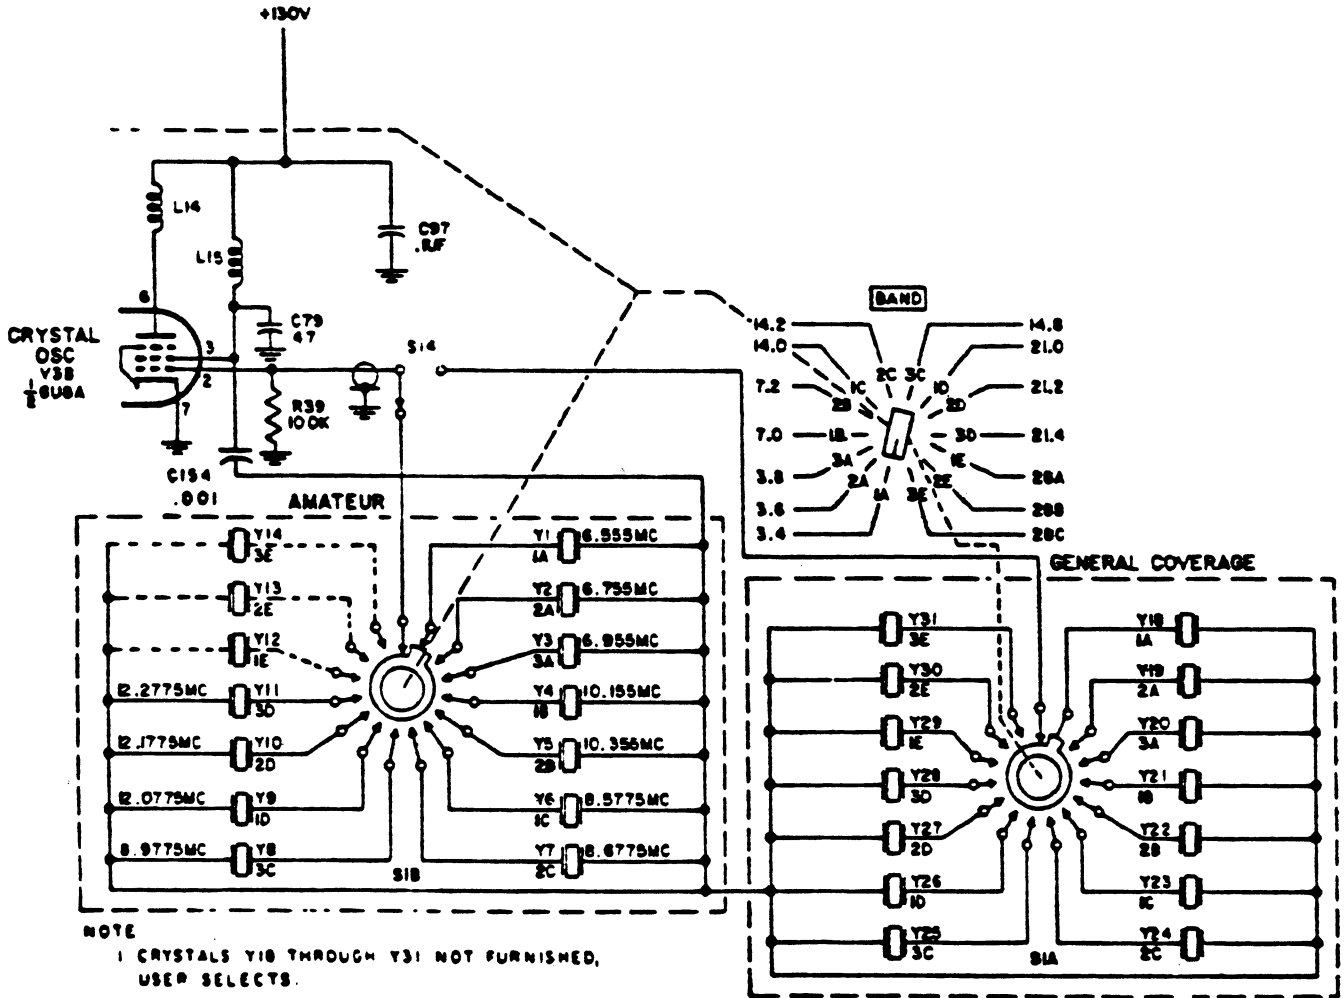 +130V
L14
C97
.1UF
L15
BAND
6
14.2
14.8
CRYSTAL
OSC
V3B
½ 6U8A
C79
47
S14
14.0
21.0
3
2
7
2C
3C
7.2
1C
1D
21.2
2B
2D
R39
100K
7.0
1B
3D
21.4
3A
1E
3.8
2A
2E
28A
1A
3E
3.6
28B
3.4
28C
C154
.001
AMATEUR
GENERAL COVERAGE
Y14
3E
Y1
1A
6.555MC
Y13
2E
Y2
2A
6.755MC
Y12
1E
Y3
3A
6.955MC
12.2775MC
Y11
3D
Y4
1B
10.155MC
12.1775MC
Y10
2D
Y5
2B
10.355MC
12.0775MC
Y9
1D
Y6
1C
8.5775MC
8.9775MC
Y8
3C
Y7
2C
8.6775MC
S1B
Y31
3E
Y18
1A
Y30
2E
Y19
2A
Y29
1E
Y20
3A
Y28
3D
Y21
1B
Y27
2D
Y22
2B
Y26
1D
Y23
1C
Y25
3C
Y24
2C
S1A
NOTE
1 CRYSTALS Y18 THROUGH Y31 NOT FURNISHED,
USER SELECTS.